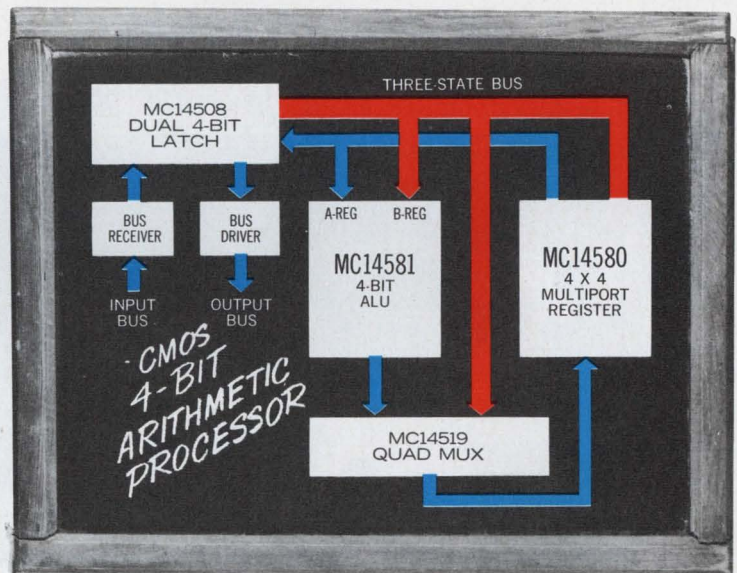 THREE-STATE BUS
MC14508
DUAL 4-BIT
LATCH
BUS
RECEIVER
BUS
DRIVER
INPUT
BUS
OUTPUT
BUS
A-REG B-REG
MC14581
4-BIT
ALU
MC14580
4 X 4
MULTIPORT
REGISTER
MC14519
QUAD MUX
- CMOS
4-BIT
ARITHMETIC
PROCESSOR